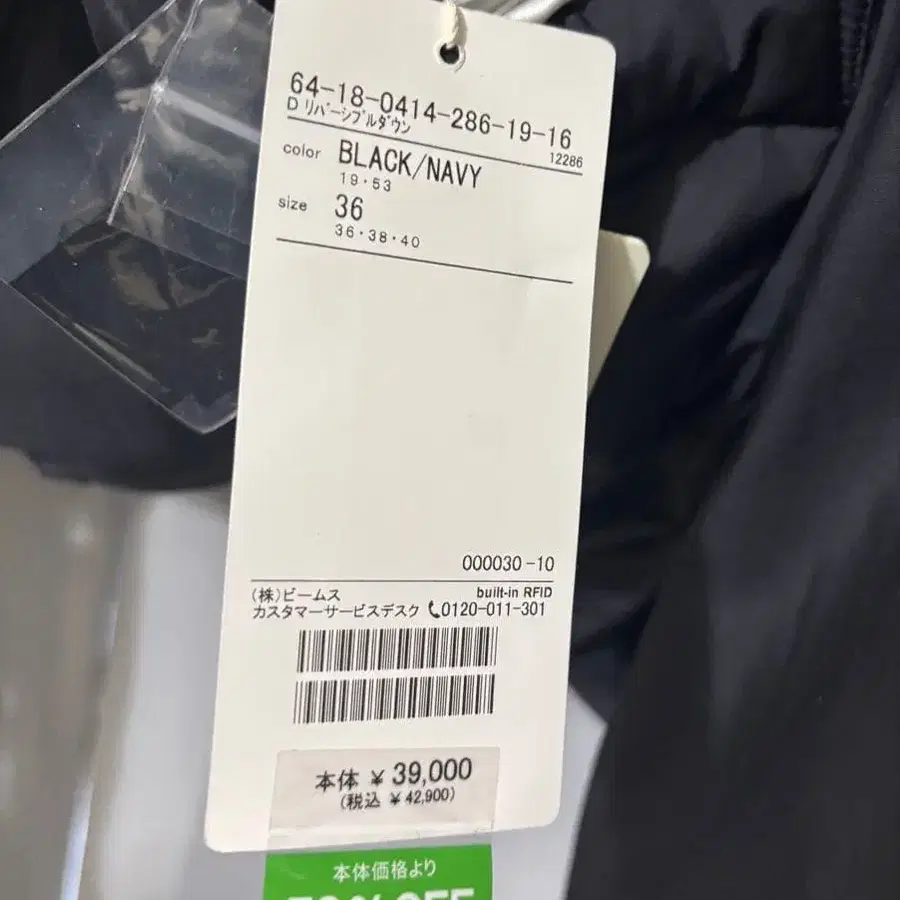 64-18-0414-286-19-16
D リバーシブルダウン
12286
color BLACK/NAVY
19・53
size 36
36・38・40
000030-10
(株)ビームス built-in RFID
カスタマーサービスデスク 0120-011-301
本体 ¥ 39,000
(税込 ¥ 42,900)
本体価格より